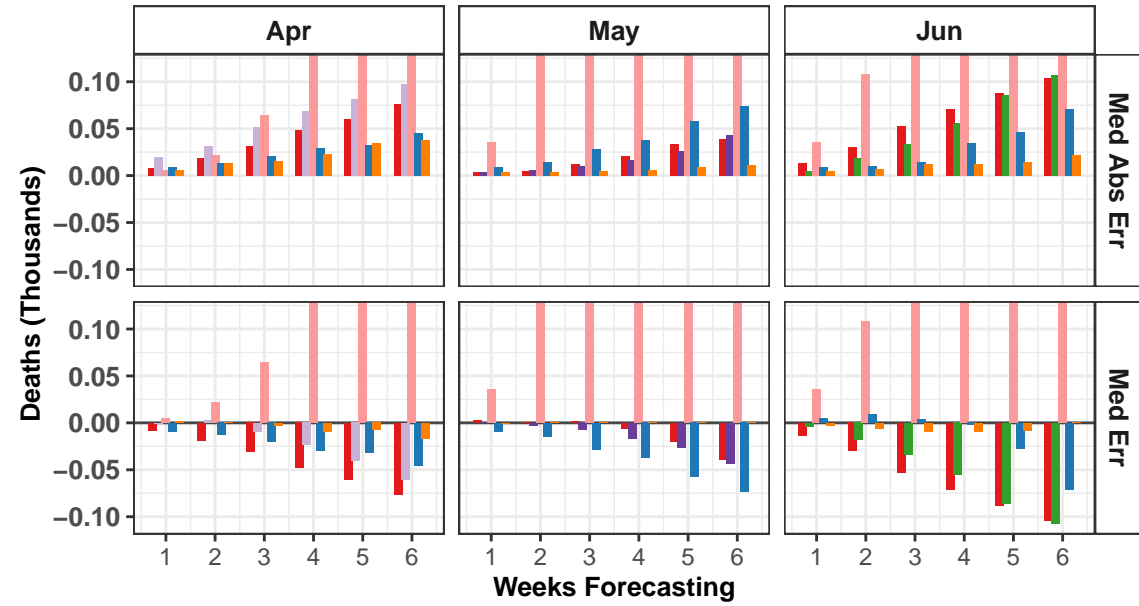 Apr May Jun
0.10
0.05
0.00
−0.05
−0.10
Med Abs Err
0.10
0.05
0.00
−0.05
−0.10
Med Err
Deaths (Thousands)
1 2 3 4 5 6 1 2 3 4 5 6 1 2 3 4 5 6
Weeks Forecasting